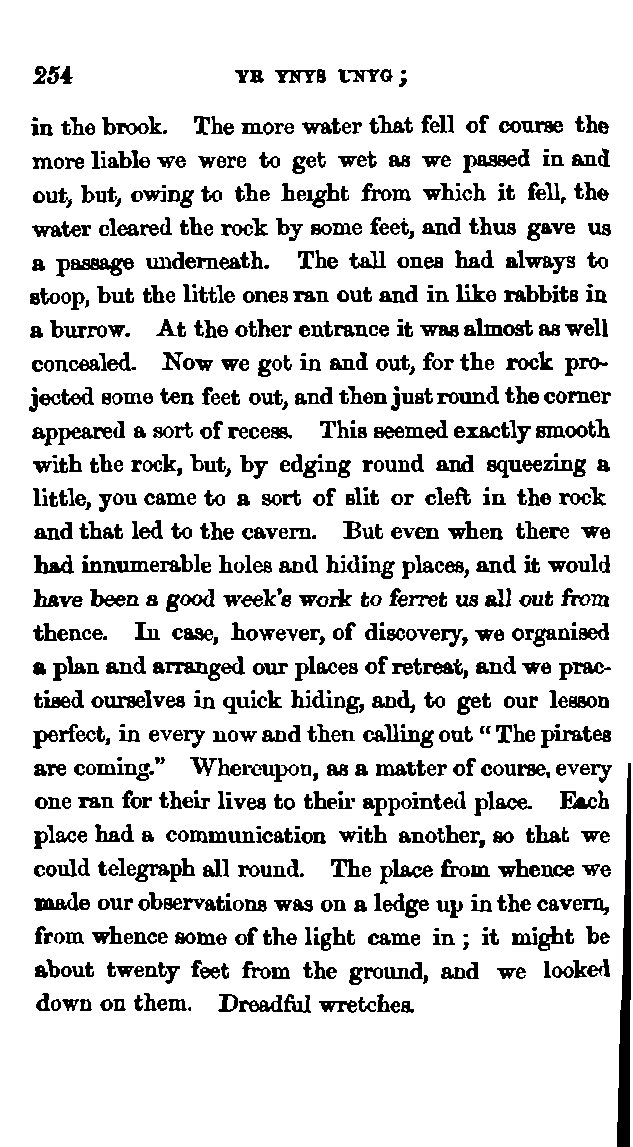 254 YR YNYS UNYG;
in the brook. The more water that fell of course the
more liable we were to get wet as we passed in and
out, but, owing to the height from which it fell, the
water cleared the rock by some feet, and thus gave us
a passage underneath. The tall ones had always to
stoop, but the little ones ran out and in like rabbits in
a burrow. At the other entrance it was almost as well
concealed. Now we got in and out, for the rock pro-
jected some ten feet out, and then just round the corner
appeared a sort of recess. This seemed exactly smooth
with the rock, but, by edging round and squeezing a
little, you came to a sort of slit or cleft in the rock
and that led to the cavern. But even when there we
had innumerable holes and hiding places, and it would
have been a good week's work to ferret us all out from
thence. In case, however, of discovery, we organised
a plan and arranged our places of retreat, and we prac-
tised ourselves in quick hiding, and, to get our lesson
perfect, in every now and then calling out "The pirates
are coming." Whereupon, as a matter of course, every
one ran for their lives to their appointed place. Each
place had a communication with another, so that we
could telegraph all round. The place from whence we
made our observations was on a ledge up in the cavern,
from whence some of the light came in; it might be
about twenty feet from the ground, and we looked
down on them. Dreadful wretches.